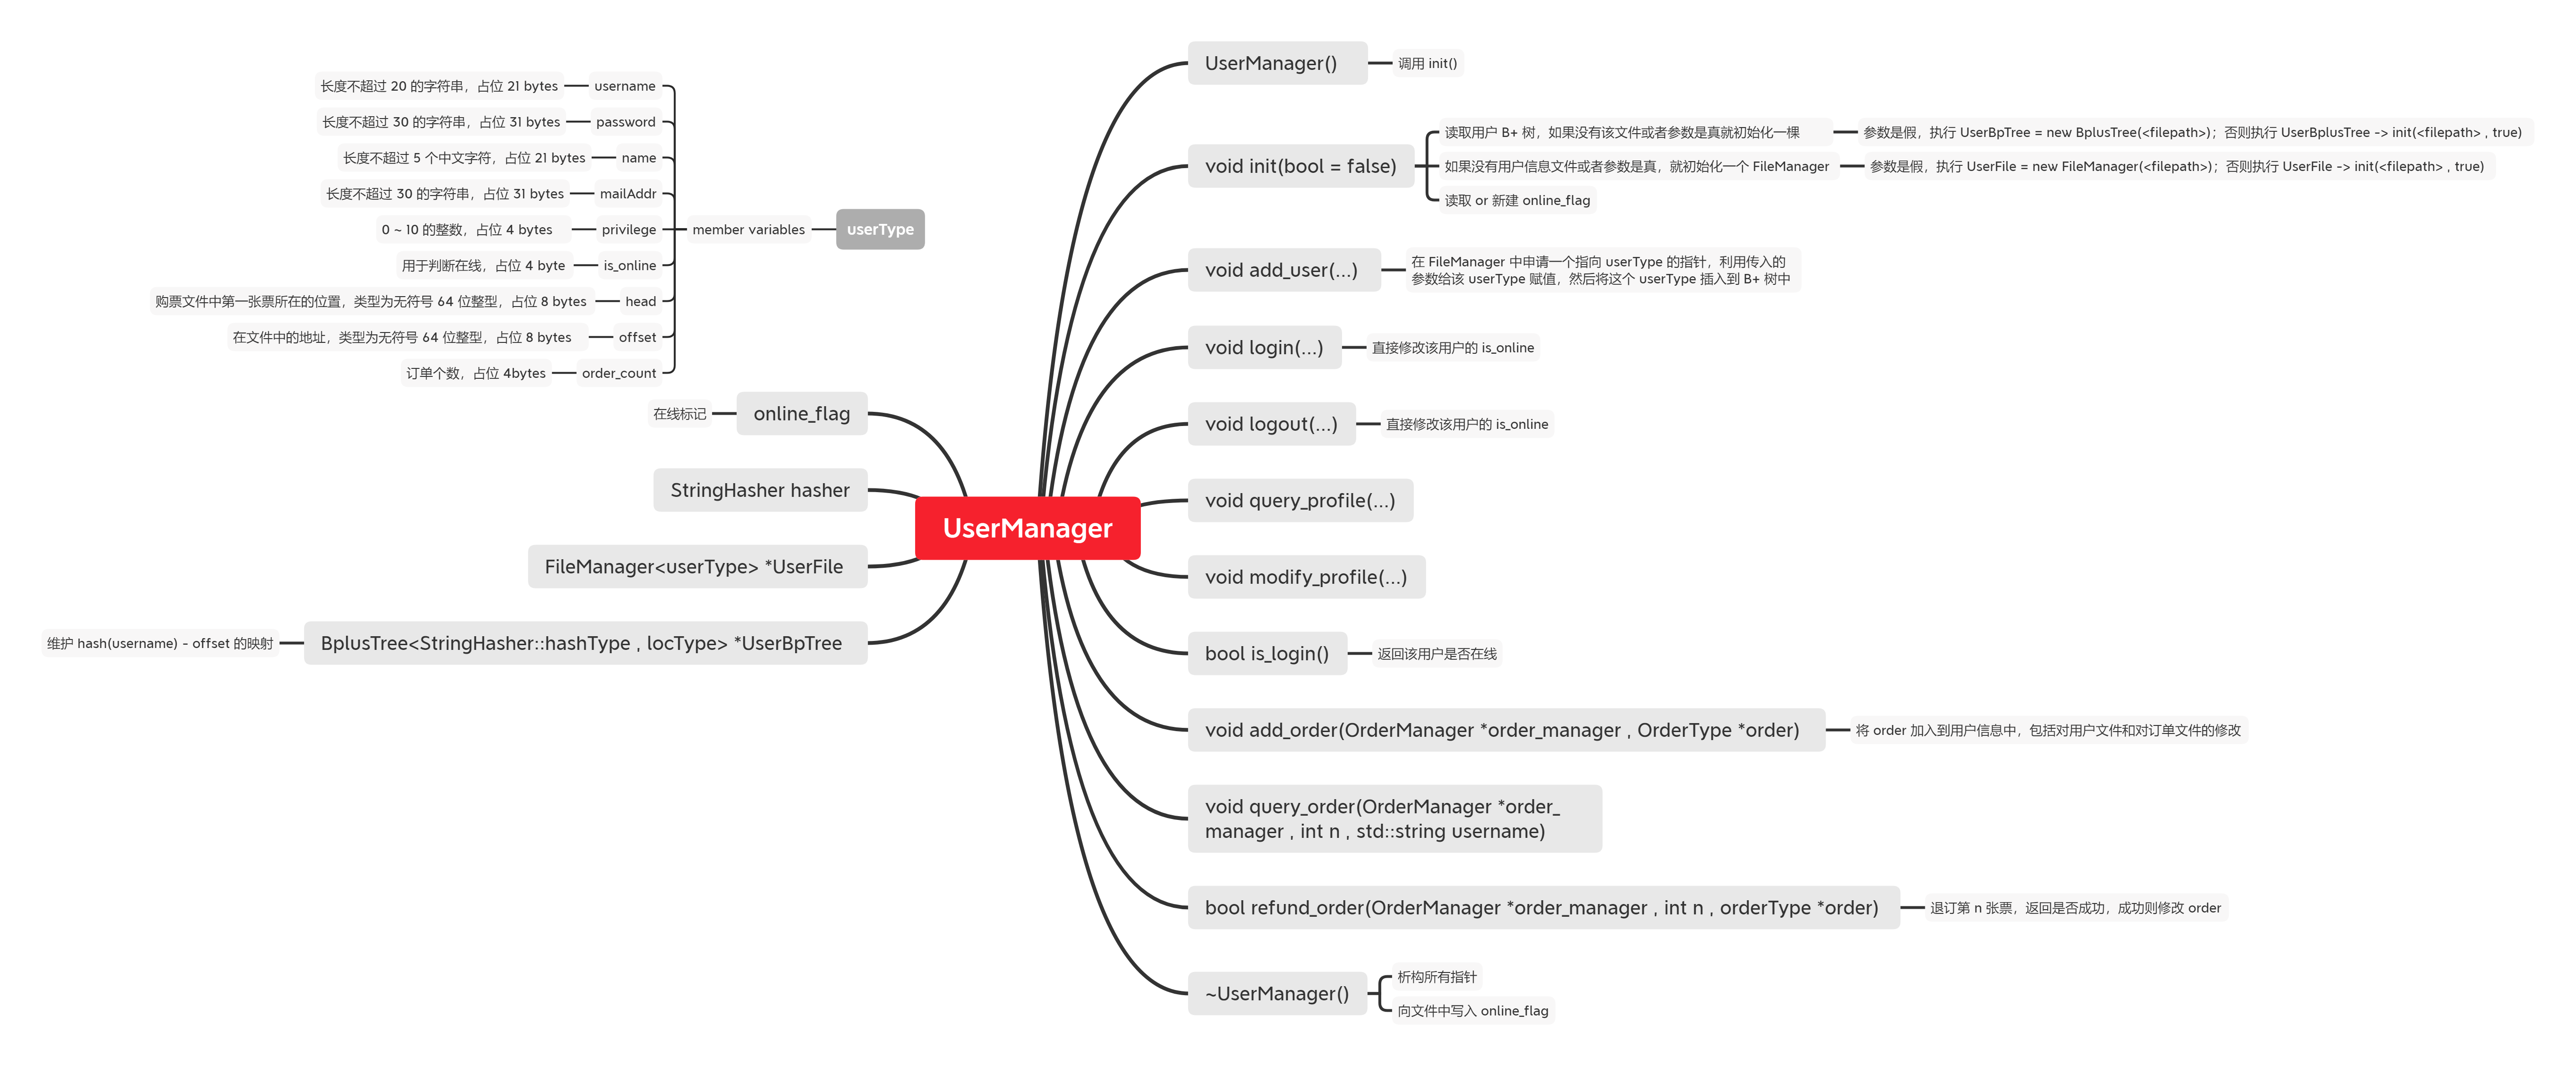 长度不超过 20 的字符串，占位 21 bytes
username
长度不超过 30 的字符串，占位 31 bytes
password
长度不超过 5 个中文字符，占位 21 bytes
name
长度不超过 30 的字符串，占位 31 bytes
mailAddr
0 ~ 10 的整数，占位 4 bytes
privilege
用于判断在线，占位 4 byte
is_online
购票文件中第一张票所在的位置，类型为无符号 64 位整型，占位 8 bytes
head
在文件中的地址，类型为无符号 64 位整型，占位 8 bytes
offset
订单个数，占位 4bytes
order_count
member variables
userType
在线标记
online_flag
StringHasher hasher
FileManager<userType> *UserFile
维护 hash(username) - offset 的映射
BplusTree<StringHasher::hashType , locType> *UserBpTree
UserManager
UserManager()
调用 init()
void init(bool = false)
读取用户 B+ 树，如果没有该文件或者参数是真就初始化一棵
参数是假，执行 UserBpTree = new BplusTree(<filepath>)；否则执行 UserBplusTree -> init(<filepath> , true)
如果没有用户信息文件或者参数是真，就初始化一个 FileManager
参数是假，执行 UserFile = new FileManager(<filepath>)；否则执行 UserFile -> init(<filepath> , true)
读取 or 新建 online_flag
void add_user(...)
在 FileManager 中申请一个指向 userType 的指针，利用传入的
参数给该 userType 赋值，然后将这个 userType 插入到 B+ 树中
void login(...)
直接修改该用户的 is_online
void logout(...)
直接修改该用户的 is_online
void query_profile(...)
void modify_profile(...)
bool is_login()
返回该用户是否在线
void add_order(OrderManager *order_manager , OrderType *order)
将 order 加入到用户信息中，包括对用户文件和对订单文件的修改
void query_order(OrderManager *order_
manager , int n , std::string username)
bool refund_order(OrderManager *order_manager , int n , orderType *order)
退订第 n 张票，返回是否成功，成功则修改 order
~UserManager()
析构所有指针
向文件中写入 online_flag